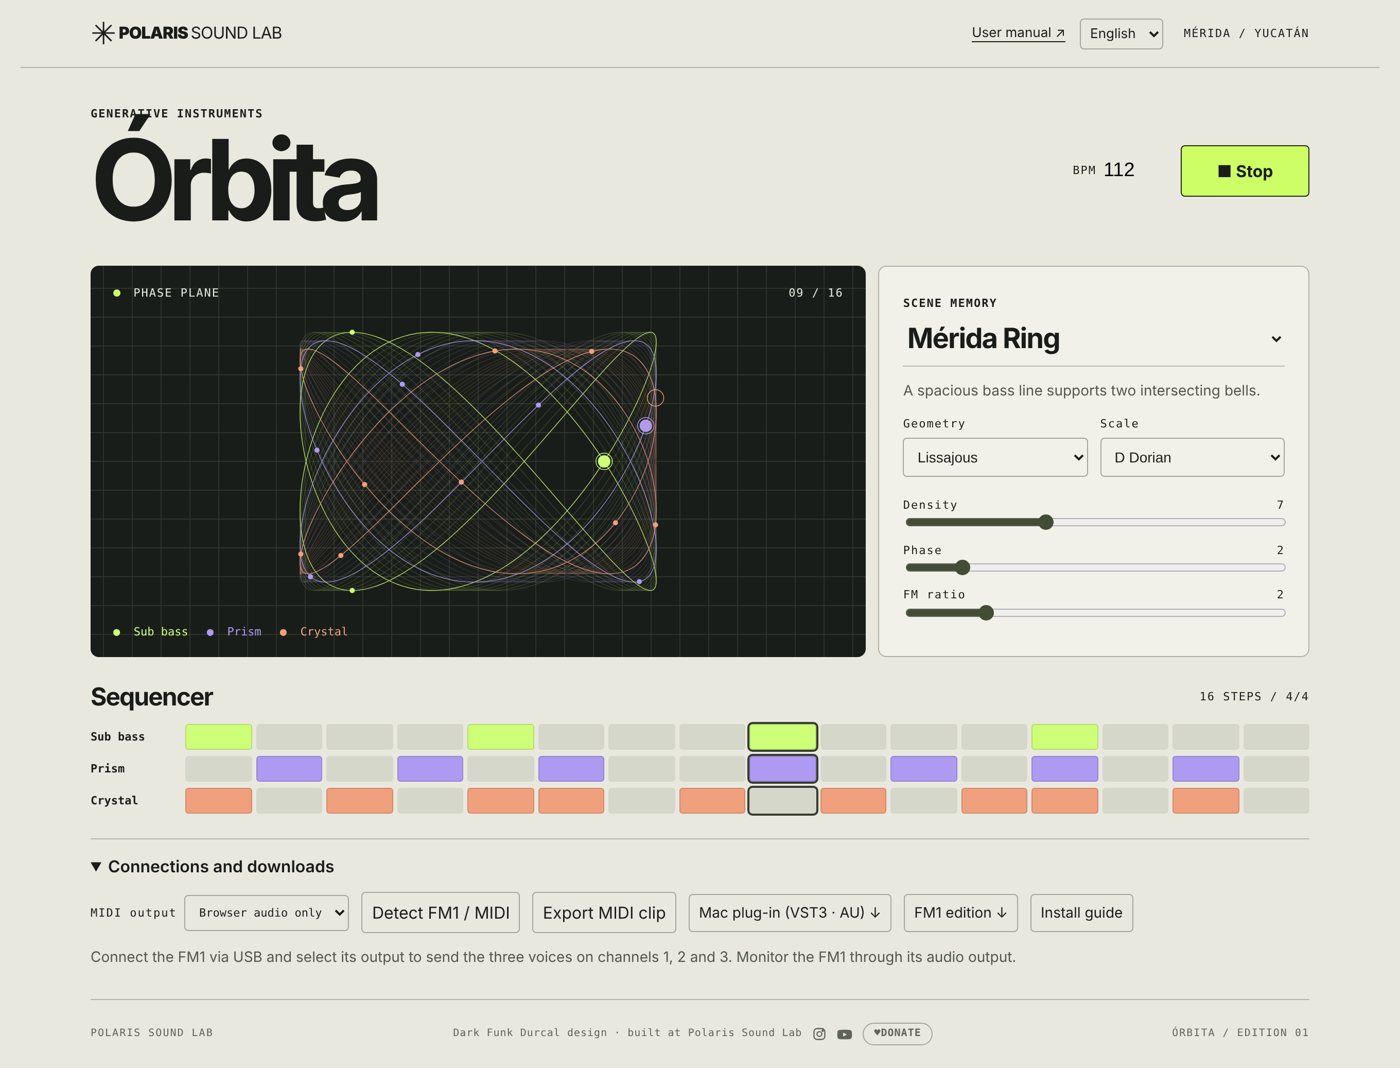 POLARIS SOUND LAB
User manual ↗
English
MÉRIDA / YUCATÁN
GENERATIVE INSTRUMENTS
Órbita
BPM 112
Stop
PHASE PLANE
09 / 16
Sub bass
Prism
Crystal
SCENE MEMORY
Mérida Ring
A spacious bass line supports two intersecting bells.
Geometry
Scale
Lissajous
D Dorian
Density 7
Phase 2
FM ratio 2
Sequencer
16 STEPS / 4/4
Sub bass
Prism
Crystal
▼ Connections and downloads
MIDI output
Browser audio only
Detect FM1 / MIDI
Export MIDI clip
Mac plug-in (VST3 · AU) ↓
FM1 edition ↓
Install guide
Connect the FM1 via USB and select its output to send the three voices on channels 1, 2 and 3. Monitor the FM1 through its audio output.
POLARIS SOUND LAB
Dark Funk Durcal design · built at Polaris Sound Lab
♥DONATE
ÓRBITA / EDITION 01